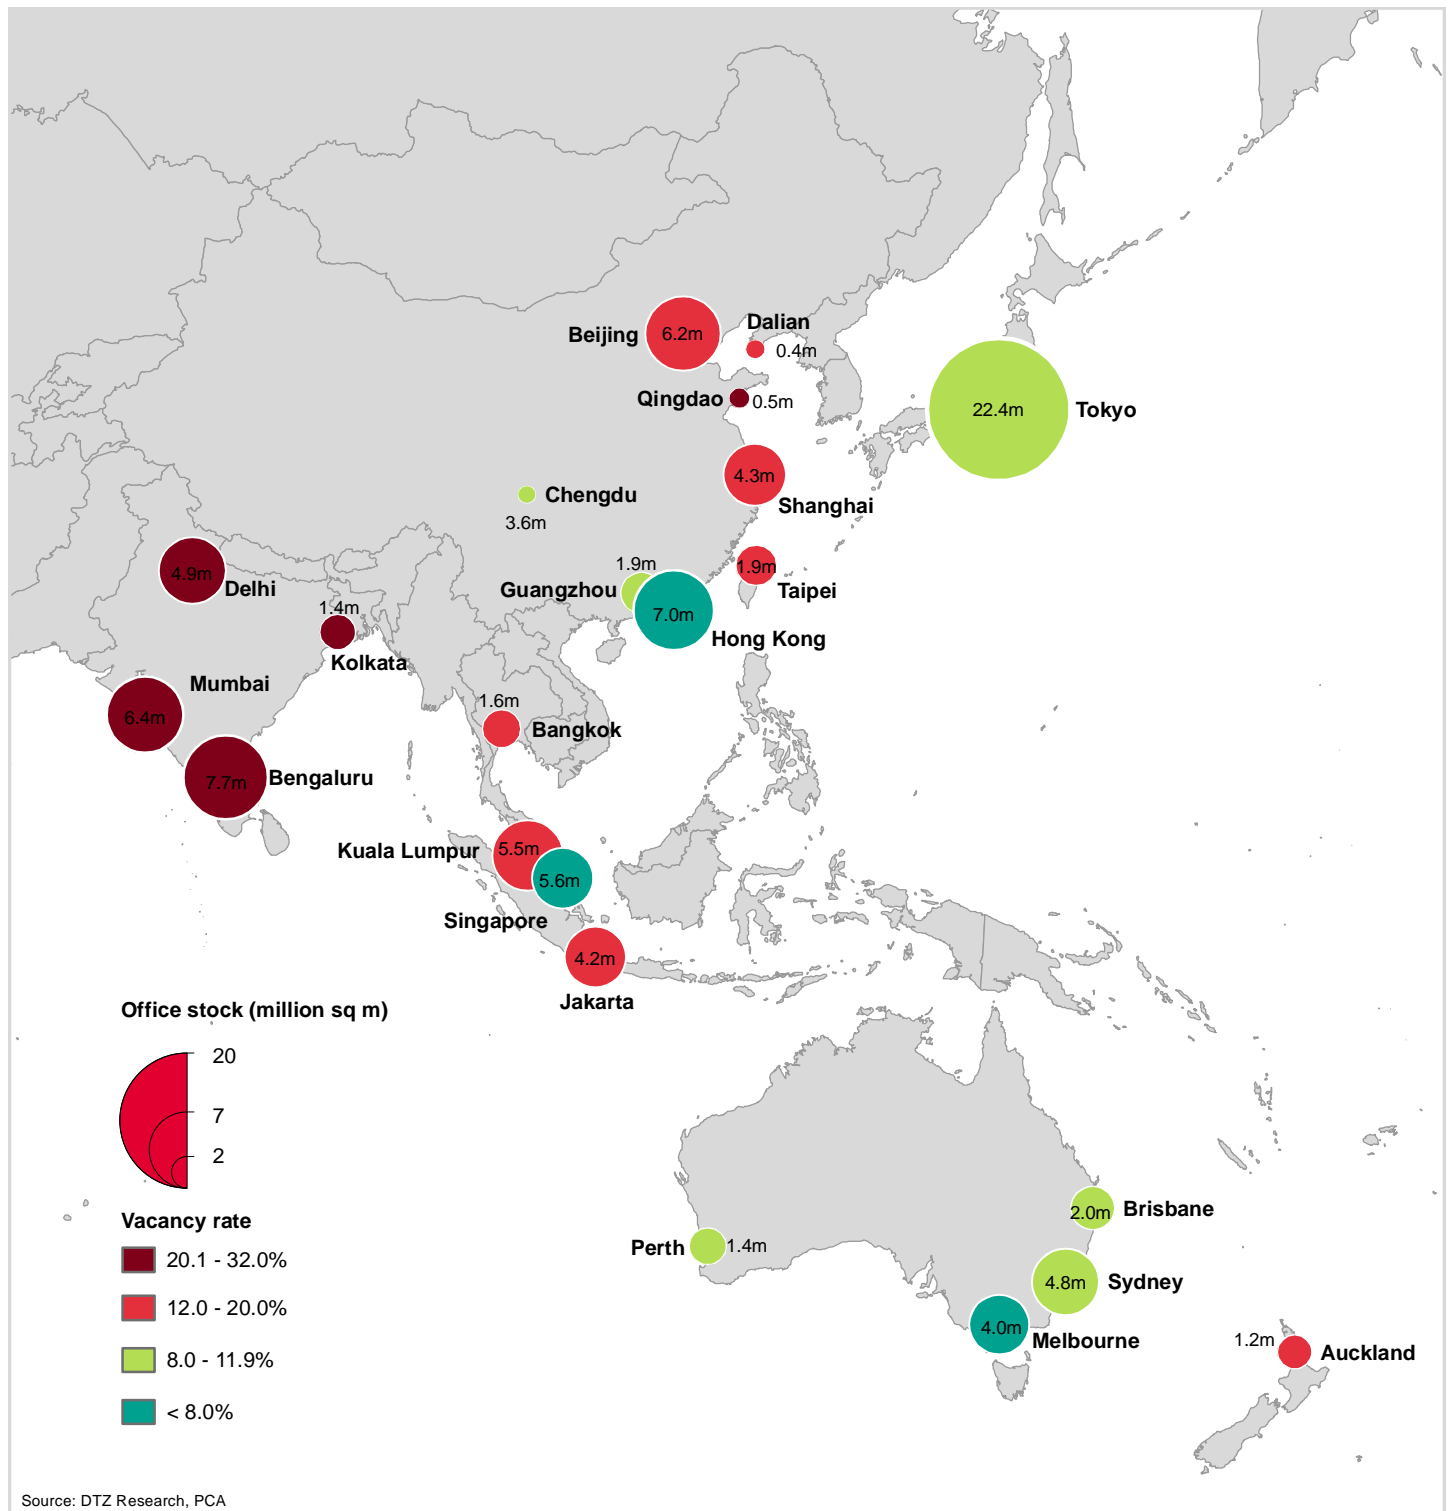 Beijing
6.2m
Dalian
0.4m
Qingdao
0.5m
22.4m
Tokyo
4.3m
Shanghai
Chengdu
3.6m
4.9m
Delhi
1.9m
Guangzhou
1.9m
Taipei
7.0m
Hong Kong
1.4m
Kolkata
Mumbai
6.4m
1.6m
Bangkok
7.7m
Bengaluru
Kuala Lumpur
5.5m
5.6m
Singapore
4.2m
Jakarta
Office stock (million sq m)
20
7
2
Vacancy rate
20.1 - 32.0%
12.0 - 20.0%
8.0 - 11.9%
< 8.0%
2.0m
Brisbane
Perth
1.4m
4.8m
Sydney
4.0m
Melbourne
1.2m
Auckland
Source: DTZ Research, PCA